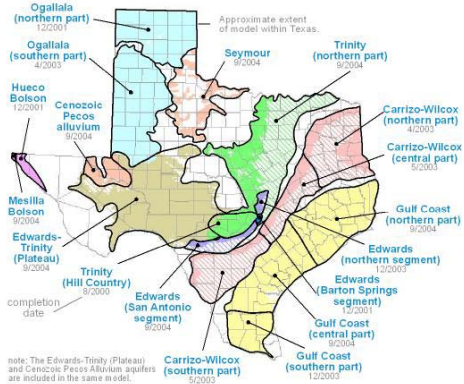 Ogallala
(northern part)
12/2001
Approximate extent
of model within Texas.
Ogallala
(southern part)
4/2003
Seymour
9/2004
Trinity
(northern part)
9/2004
Hueco
Bolson
12/2001
Cenozoic
Pecos
alluvium
9/2004
Carrizo-Wilcox
(northern part)
4/2003
Carrizo-Wilcox
(central part)
5/2003
Mesilla
Bolson
9/2004
Gulf Coast
(northern part)
9/2004
Edwards-
Trinity
(Plateau)
9/2004
Edwards
(northern segment)
12/2003
Trinity
(Hill Country)
8/2000
Edwards
(Barton Springs
segment)
12/2001
completion
date
Edwards
(San Antonio
segment)
9/2004
Gulf Coast
(central part)
9/2004
note: The Edwards-Trinity (Plateau)
and Cenozoic Pecos Alluvium aquifers
are included in the same model.
Carrizo-Wilcox
(southern part)
5/2003
Gulf Coast
(southern part)
12/2003